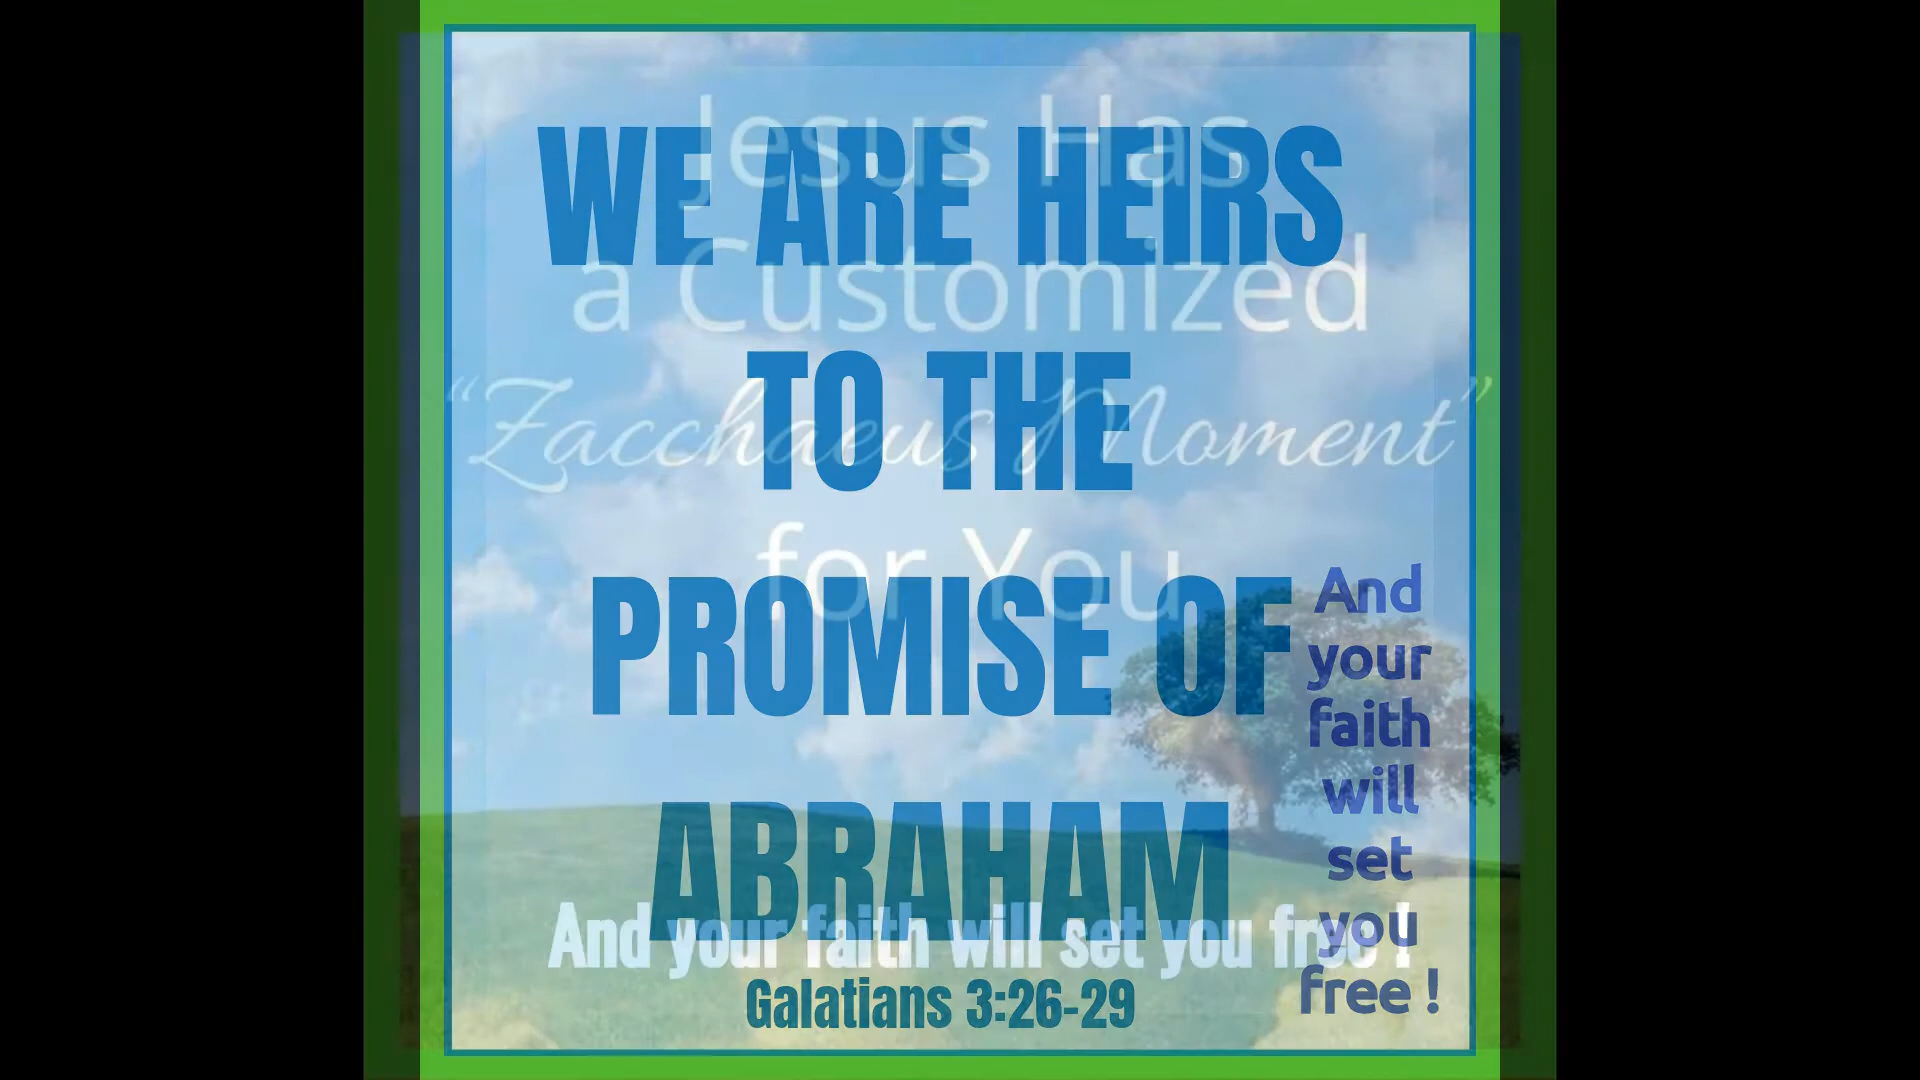 Jesus Has
a Customized
“Zacchaeus Moment”
for You
WE ARE HEIRS
TO THE
PROMISE OF
ABRAHAM
And your faith will set you free !
Galatians 3:26-29
And
your
faith
will
set
you
free !